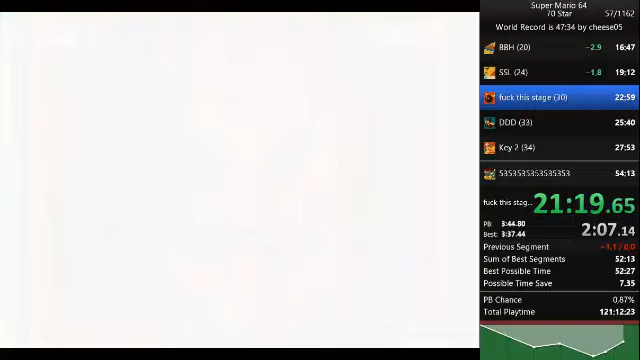 Super Mario 64
70 Star 57/1162
World Record is 47:34 by cheese05
BBH (20) −2.9 16:47
SSL (24) −1.8 19:12
fuck this stage (30) 22:59
DDD (33) 25:40
Key 2 (34) 27:53
535353535353535353 54:13
fuck this stag... 21:19.65
PB: 3:44.80
Best: 3:37.44 2:07.14
Previous Segment −1.1 / 0.0
Sum of Best Segments 52:13
Best Possible Time 52:27
Possible Time Save 7.35
PB Chance 0.87%
Total Playtime 121:12:23